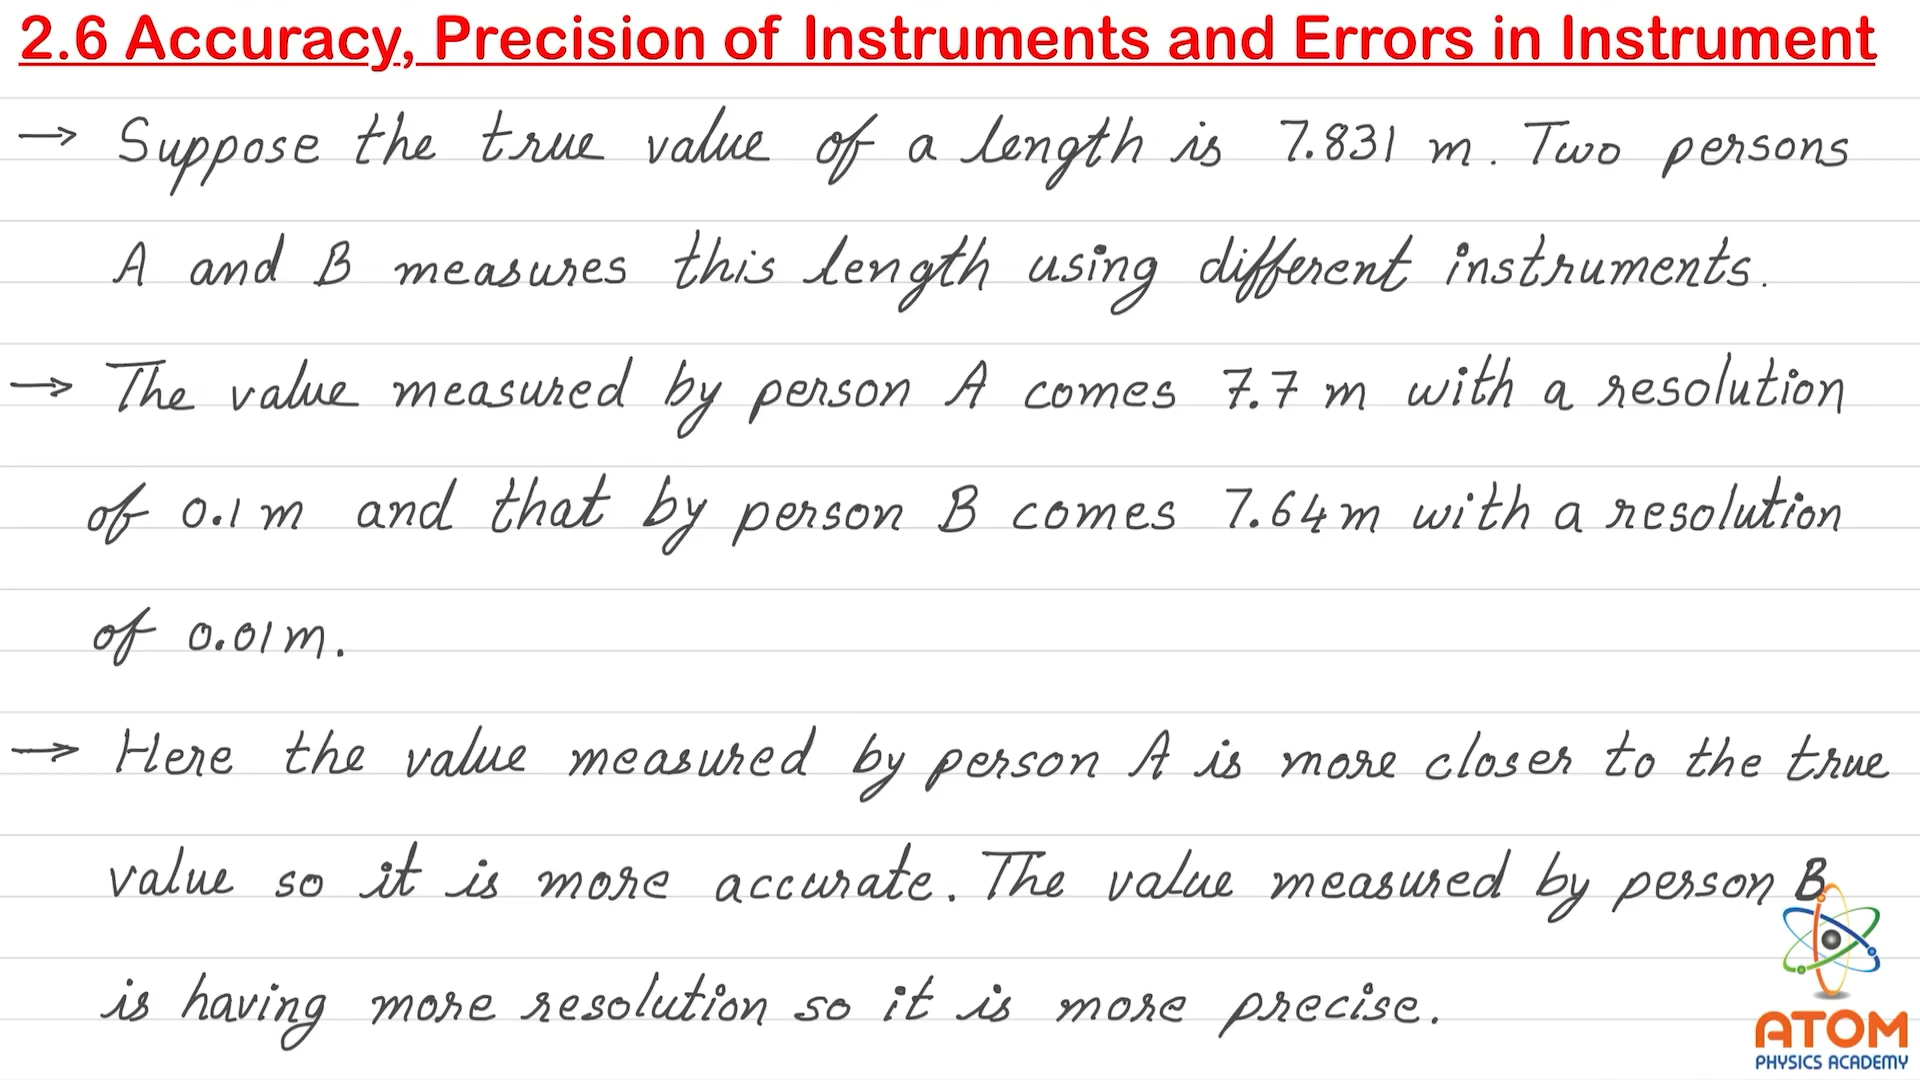 2.6 Accuracy, Precision of Instruments and Errors in Instrument
→ Suppose the true value of a length is 7.831 m. Two persons
A and B measures this length using different instruments.
→ The value measured by person A comes 7.7 m with a resolution
of 0.1 m and that by person B comes 7.64 m with a resolution
of 0.01 m.
→ Here the value measured by person A is more closer to the true
value so it is more accurate. The value measured by person B
is having more resolution so it is more precise.
ATOM
PHYSICS ACADEMY